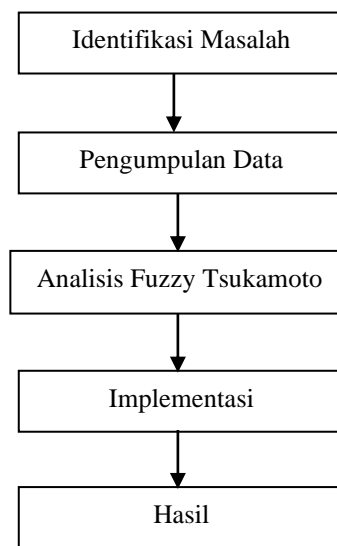 Identifikasi Masalah
Pengumpulan Data
Analisis Fuzzy Tsukamoto
Implementasi
Hasil